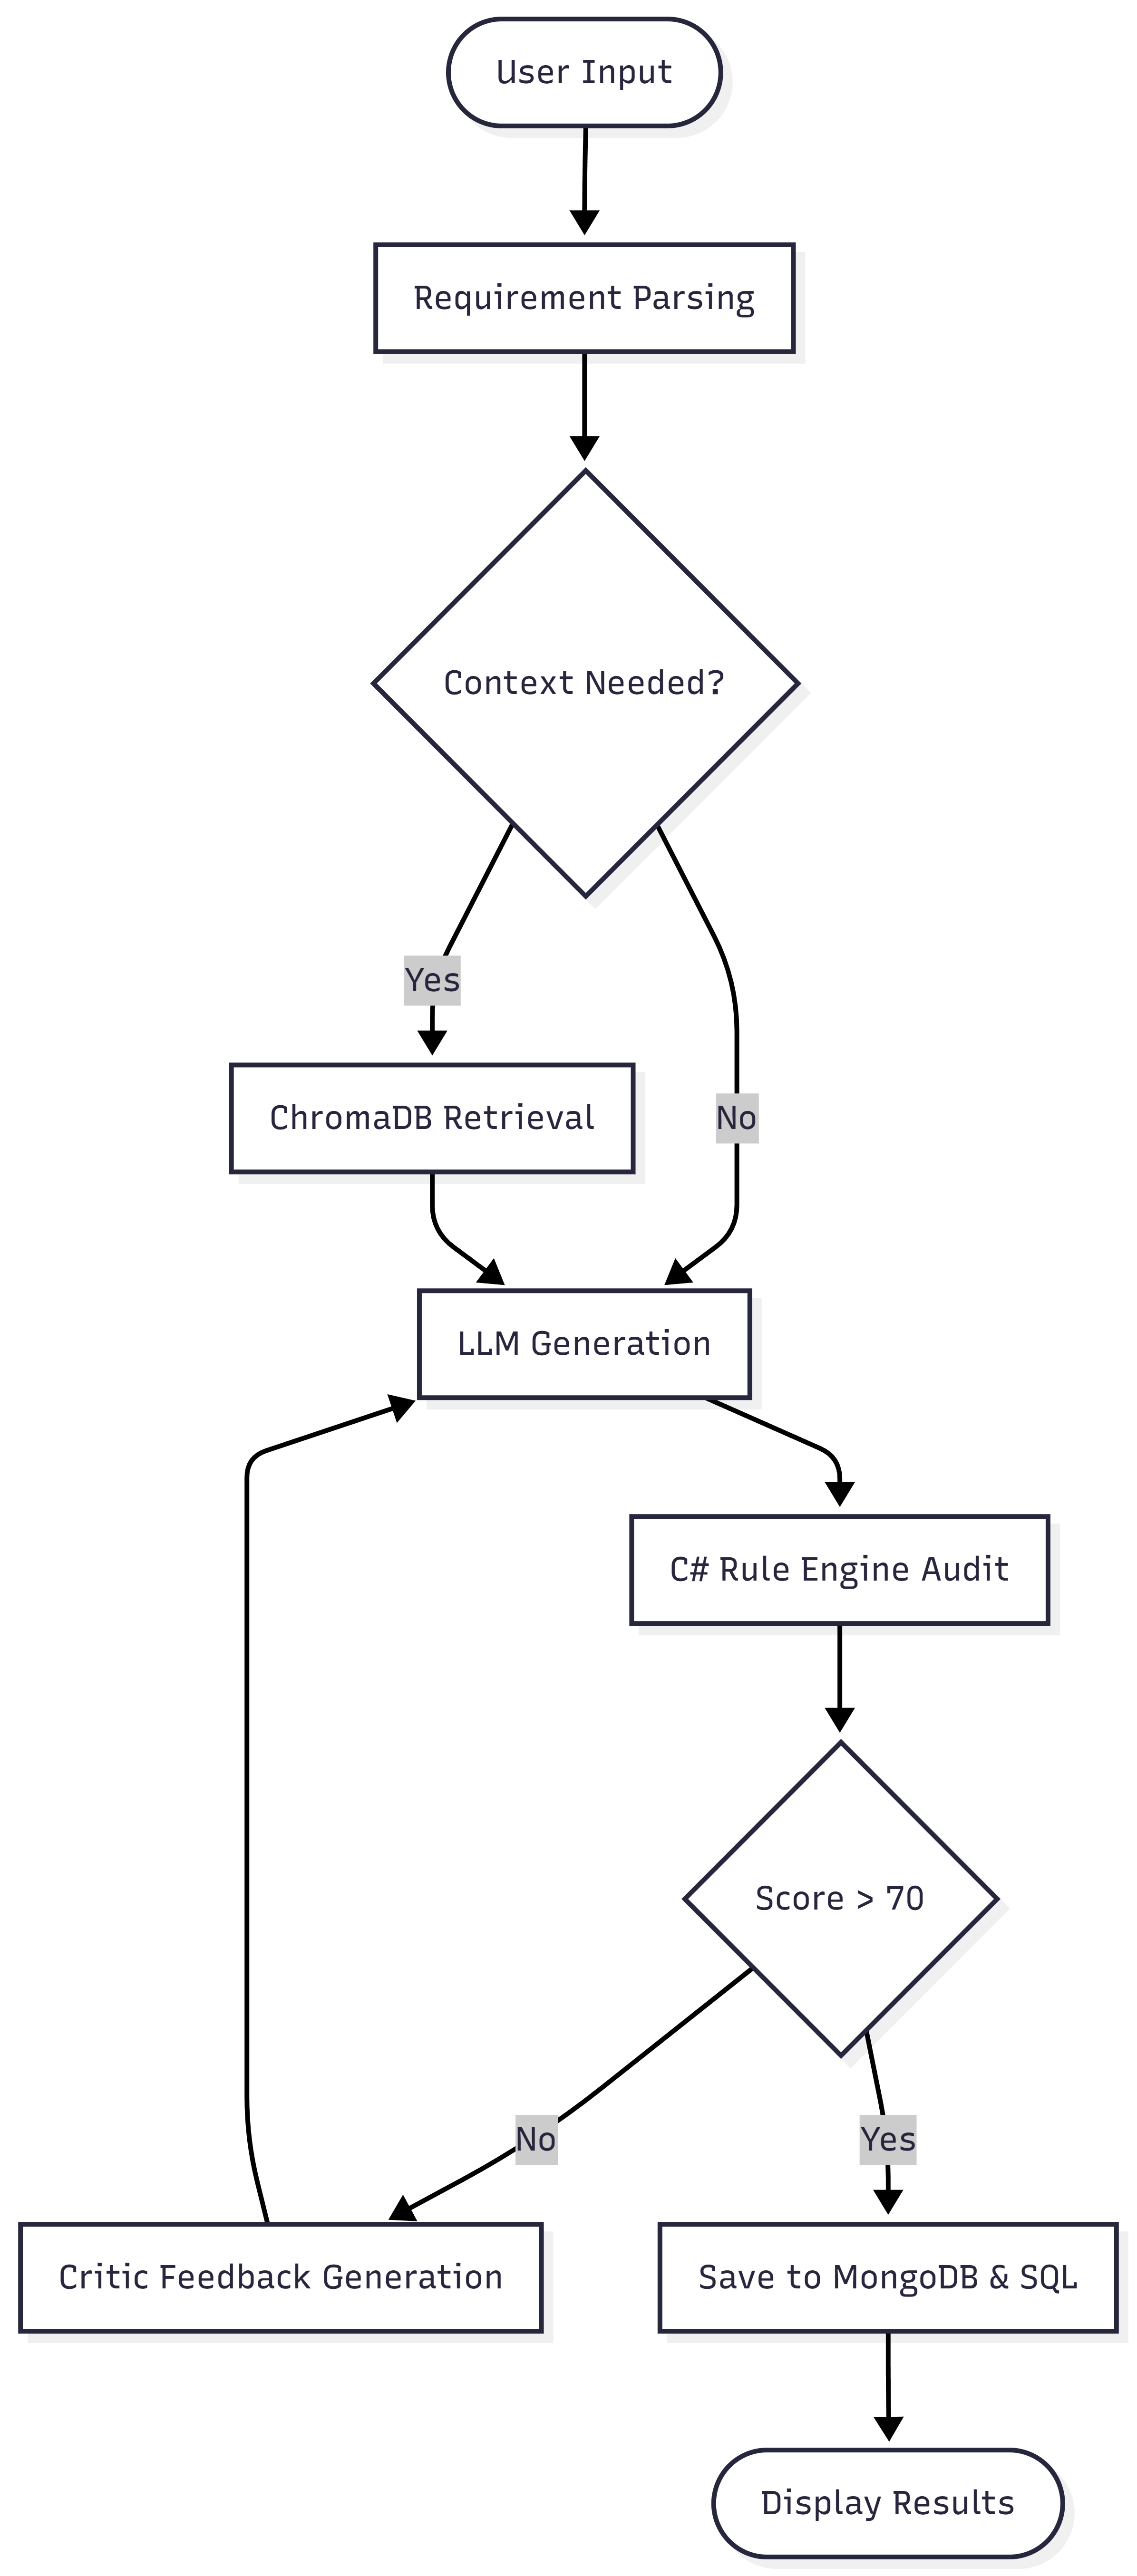 User Input
Requirement Parsing
Context Needed?
Yes
ChromaDB Retrieval
No
LLM Generation
C# Rule Engine Audit
Score > 70
No
Yes
Critic Feedback Generation
Save to MongoDB & SQL
Display Results